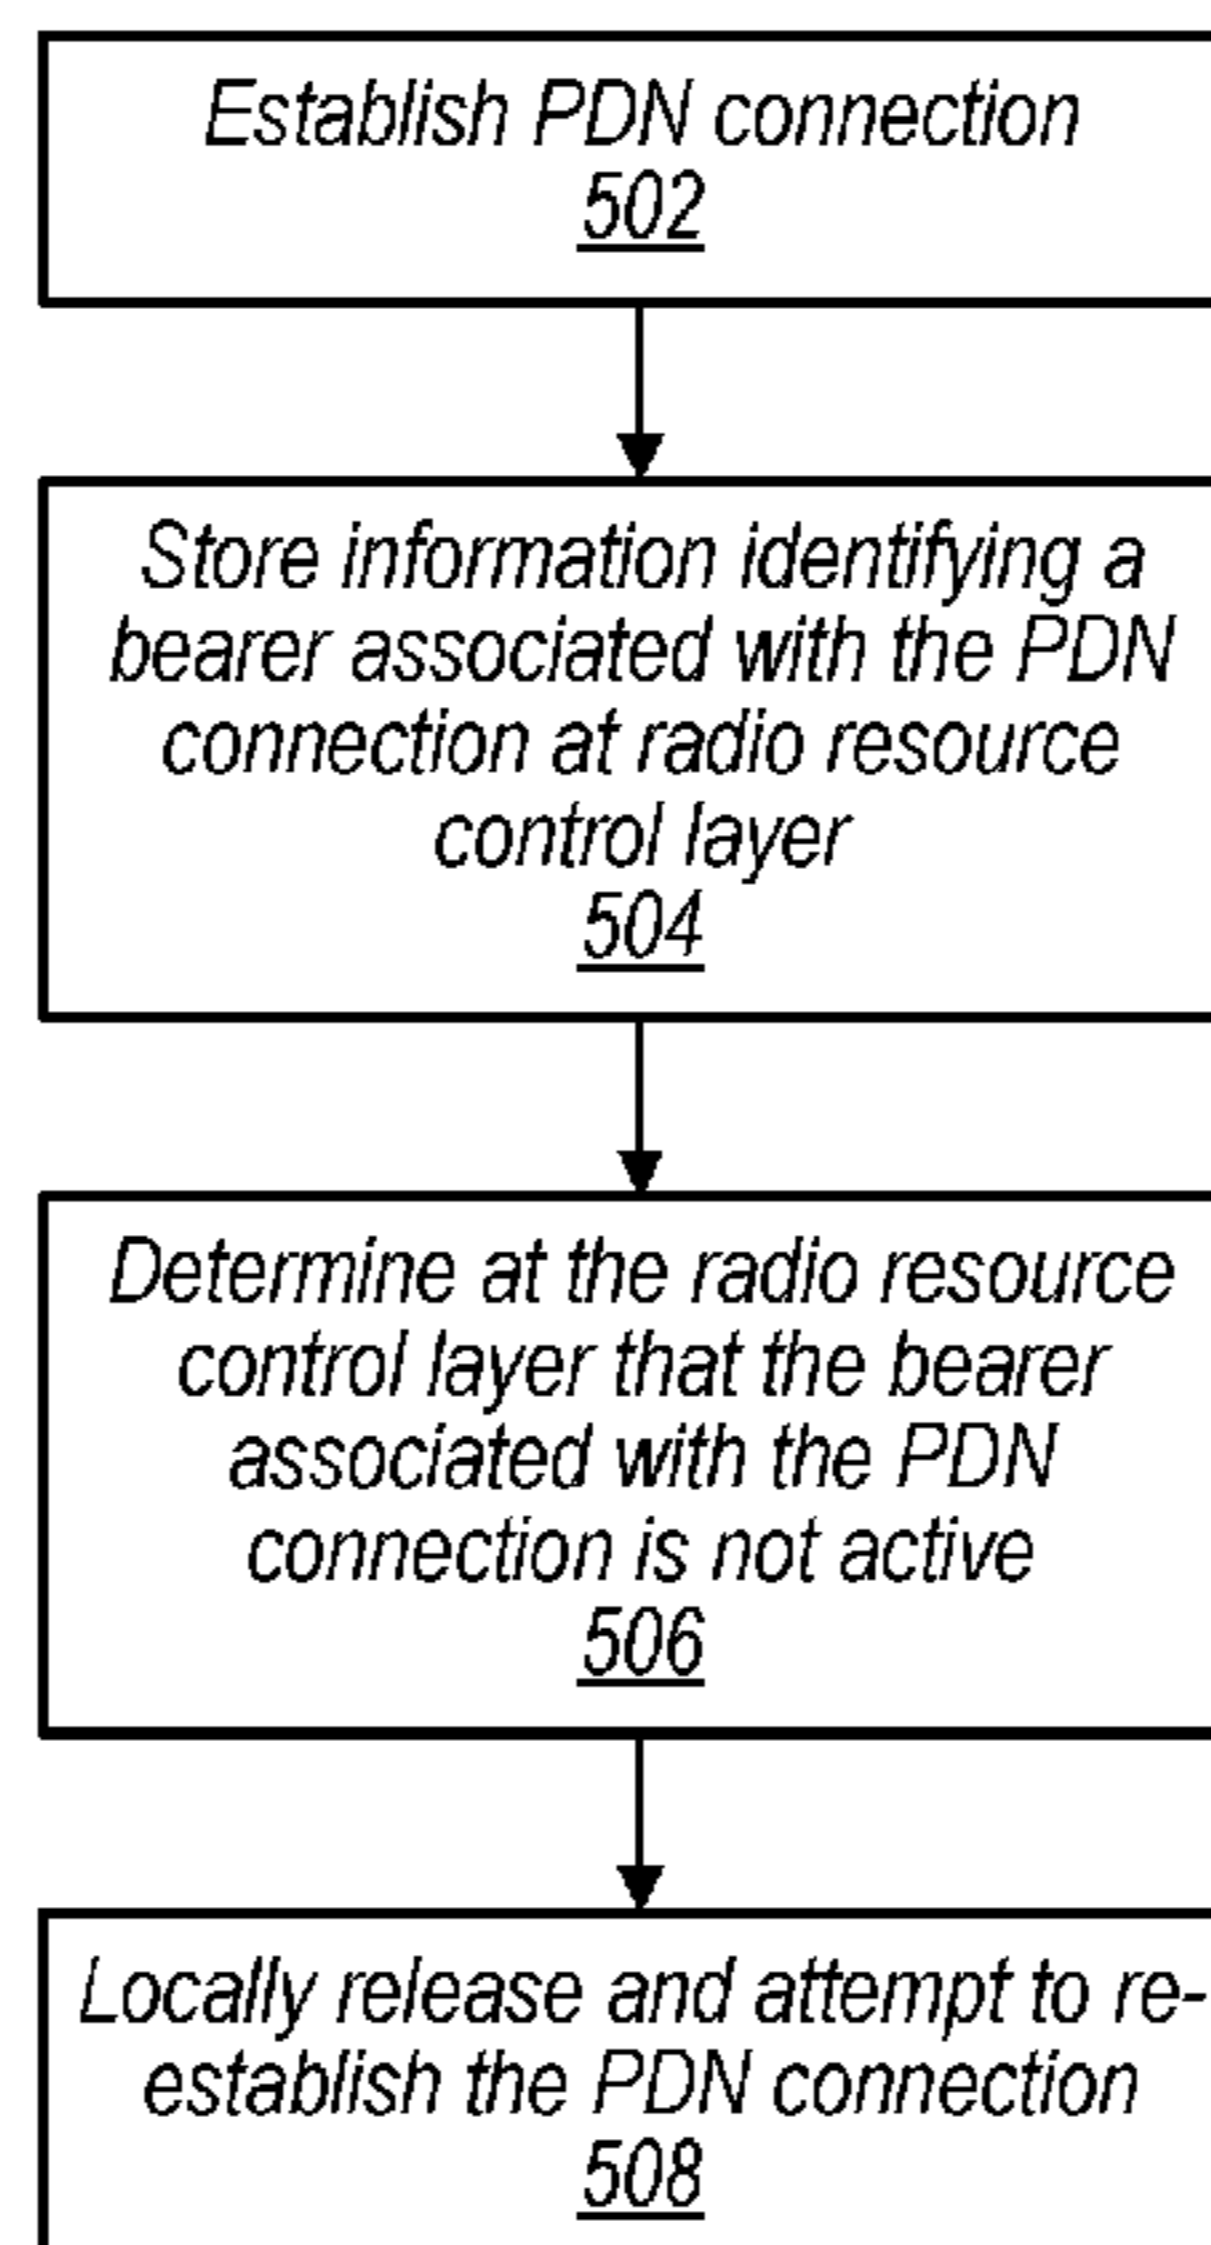 Establish PDN connection
502
Store information identifying a
bearer associated with the PDN
connection at radio resource
control layer
504
Determine at the radio resource
control layer that the bearer
associated with the PDN
connection is not active
506
Locally release and attempt to re-
establish the PDN connection
508